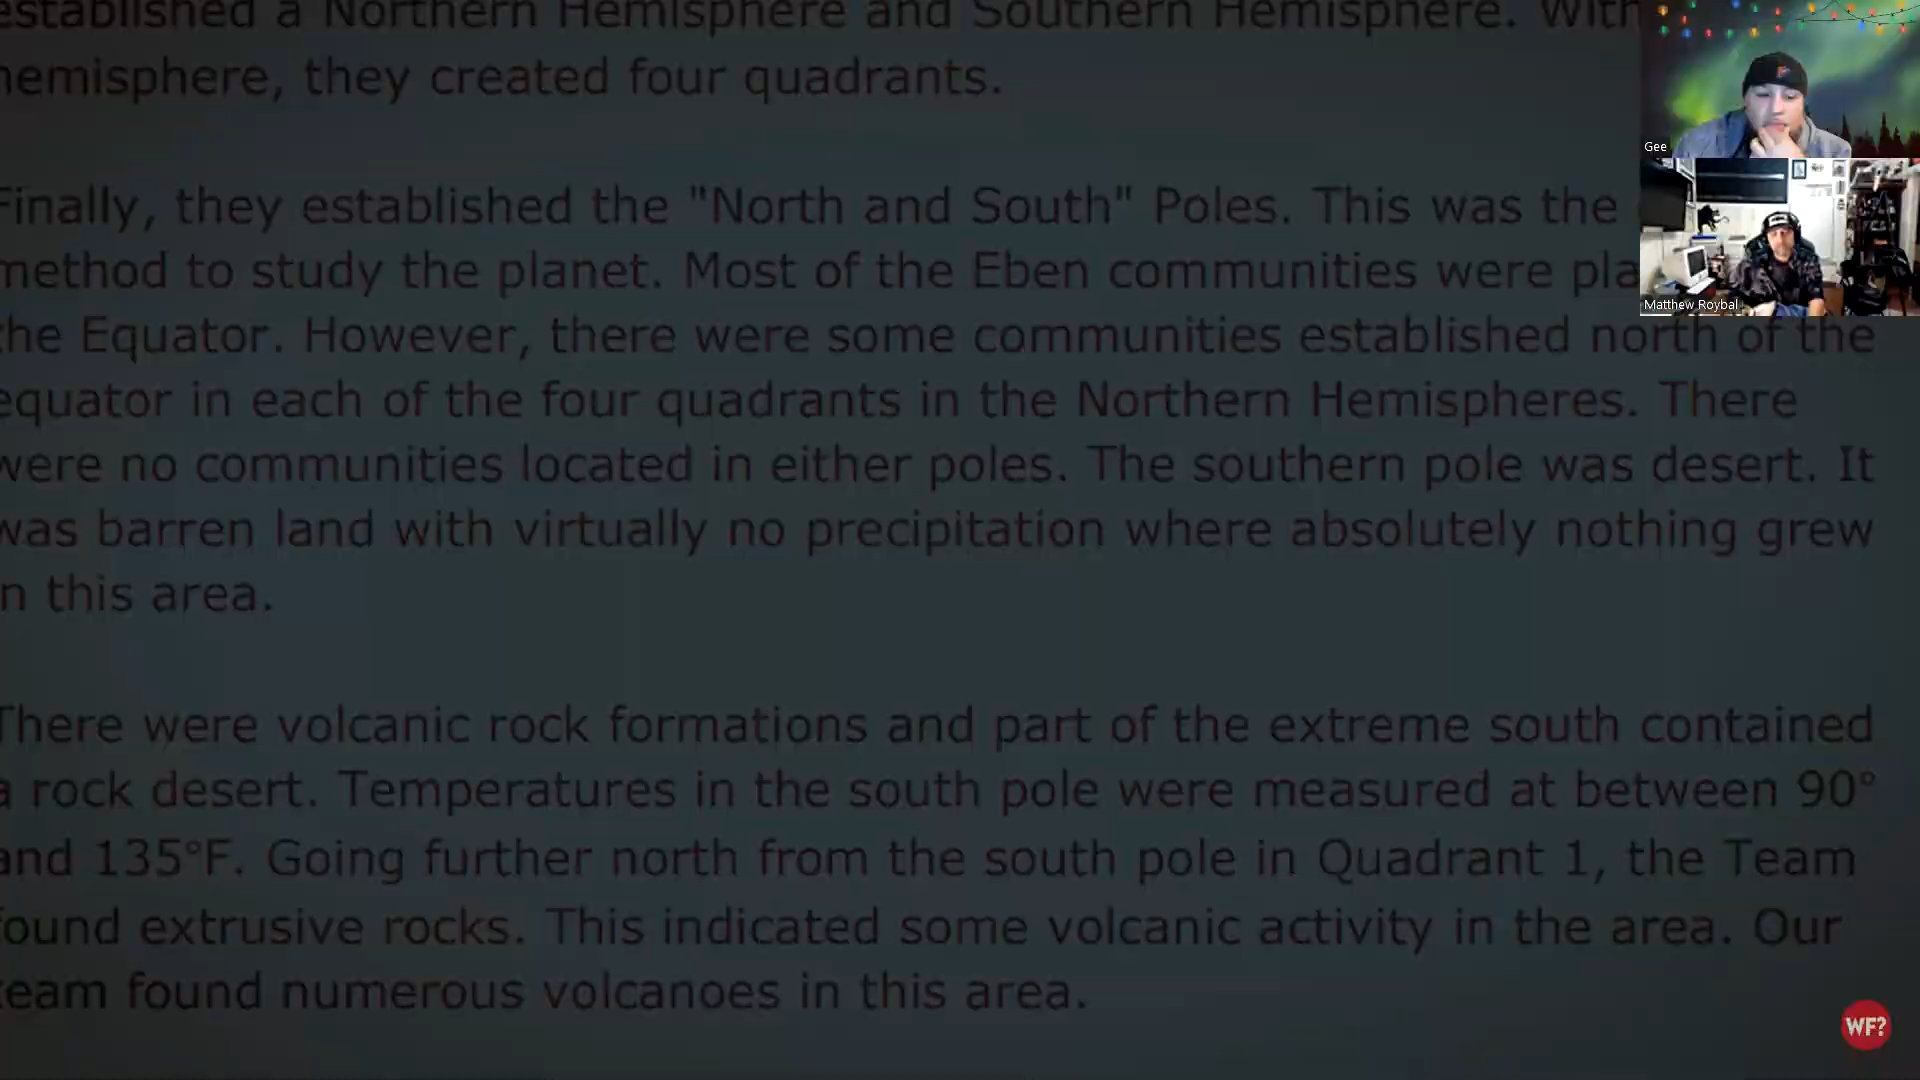 established a Northern Hemisphere and Southern Hemisphere. With
hemisphere, they created four quadrants.
Finally, they established the "North and South" Poles. This was the
method to study the planet. Most of the Eben communities were pla
the Equator. However, there were some communities established north of the
equator in each of the four quadrants in the Northern Hemispheres. There
were no communities located in either poles. The southern pole was desert. It
was barren land with virtually no precipitation where absolutely nothing grew
in this area.
There were volcanic rock formations and part of the extreme south contained
a rock desert. Temperatures in the south pole were measured at between 90°
and 135°F. Going further north from the south pole in Quadrant 1, the Team
found extrusive rocks. This indicated some volcanic activity in the area. Our
team found numerous volcanoes in this area.
Gee
Matthew Roybal
WF?